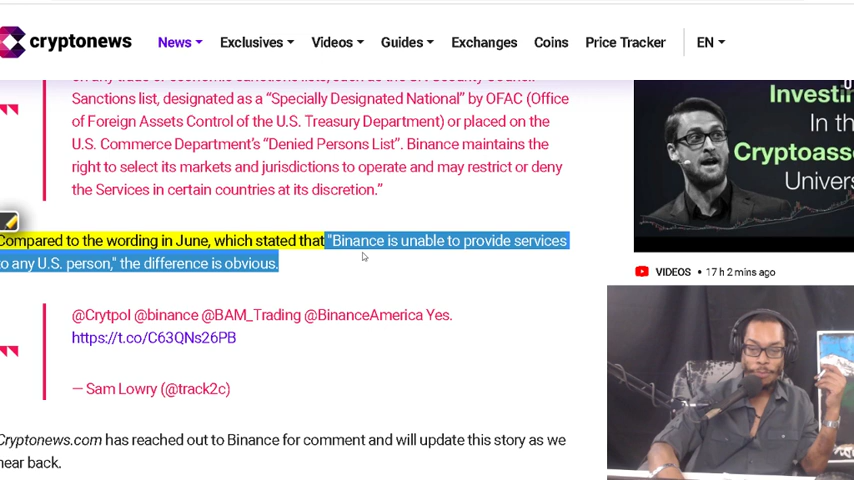 cryptonews
News Exclusives Videos Guides Exchanges Coins Price Tracker EN
Sanctions list, designated as a “Specially Designated National” by OFAC (Office
of Foreign Assets Control of the U.S. Treasury Department) or placed on the
U.S. Commerce Department’s “Denied Persons List”. Binance maintains the
right to select its markets and jurisdictions to operate and may restrict or deny
the Services in certain countries at its discretion.”
Compared to the wording in June, which stated that "Binance is unable to provide services
to any U.S. person," the difference is obvious.
@Crytpol @binance @BAM_Trading @BinanceAmerica Yes.
https://t.co/C63QNs26PB
— Sam Lowry (@track2c)
Cryptonews.com has reached out to Binance for comment and will update this story as we
hear back.
Investin
In th
Cryptoasse
Univers
VIDEOS • 17 h 2 mins ago